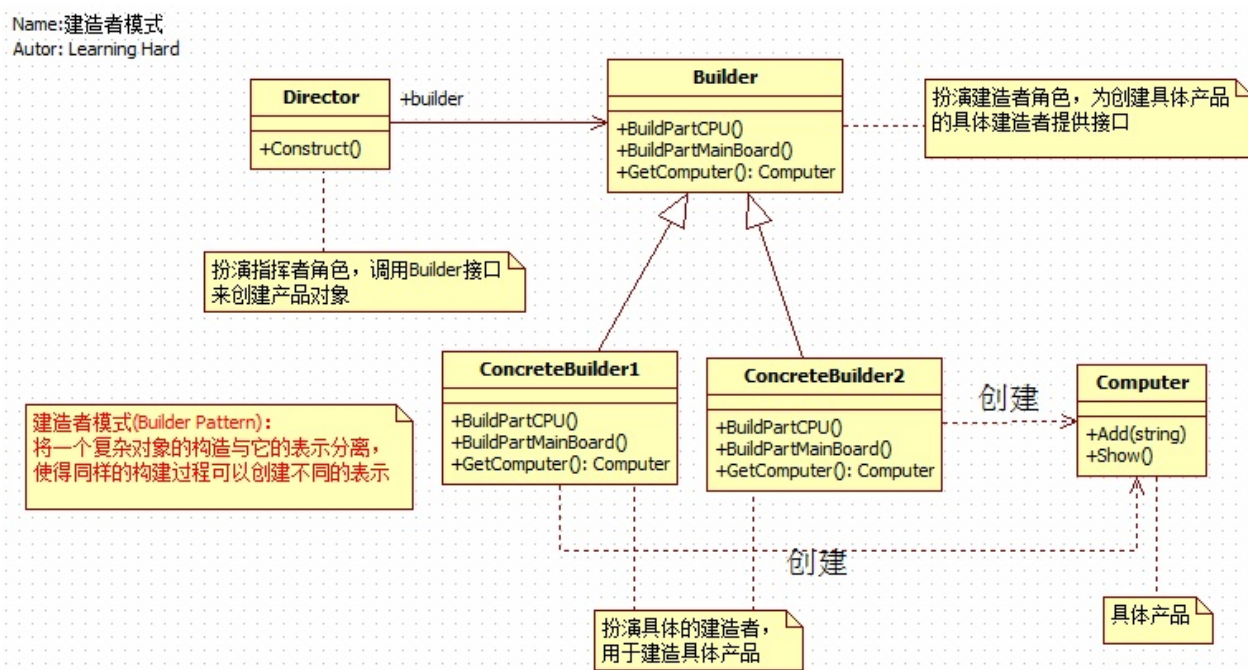 Name:建造者模式
Autor: Learning Hard
Director
+Construct()
+builder
Builder
+BuildPartCPU()
+BuildPartMainBoard()
+GetComputer(): Computer
扮演建造者角色，为创建具体产品
的具体建造者提供接口
扮演指挥者角色，调用Builder接口
来创建产品对象
建造者模式(Builder Pattern)：
将一个复杂对象的构造与它的表示分离，
使得同样的构建过程可以创建不同的表示
ConcreteBuilder1
+BuildPartCPU()
+BuildPartMainBoard()
+GetComputer(): Computer
ConcreteBuilder2
+BuildPartCPU()
+BuildPartMainBoard()
+GetComputer(): Computer
创建
Computer
+Add(string)
+Show()
创建
扮演具体的建造者，
用于建造具体产品
具体产品